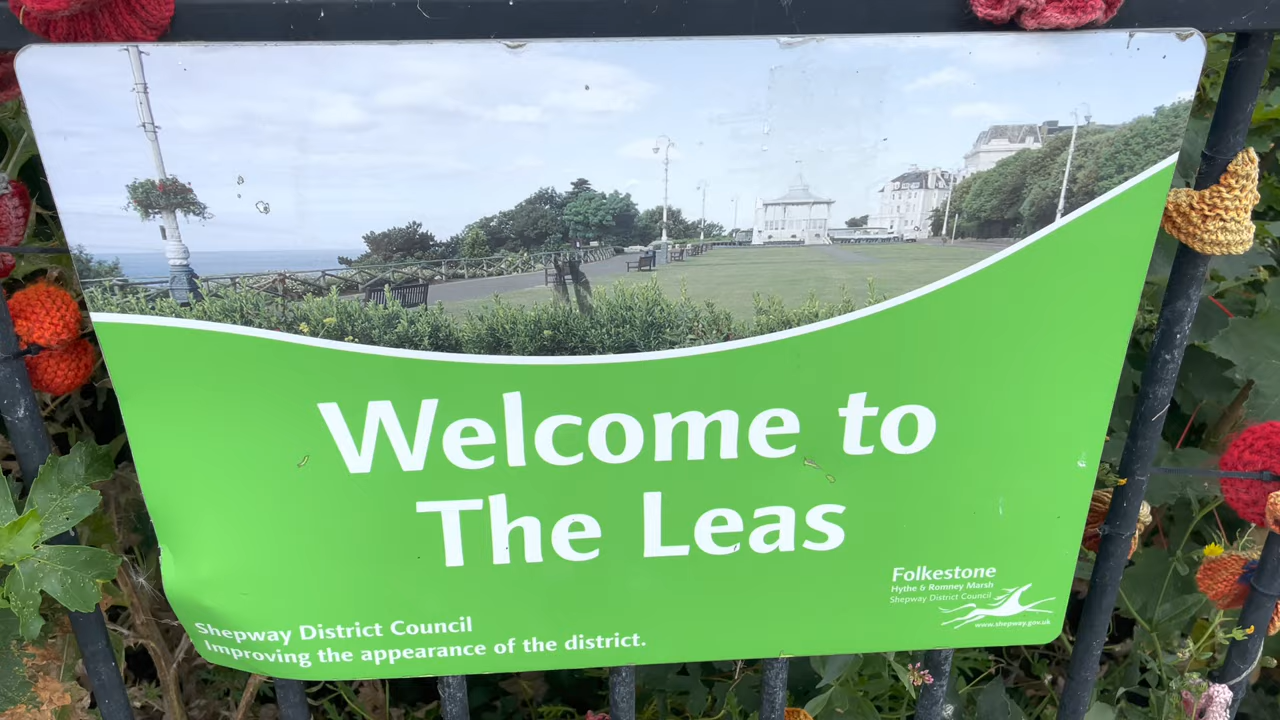 Welcome to
The Leas
Folkestone
Hythe & Romney Marsh
Shepway District Council
www.shepway.gov.uk
Shepway District Council
Improving the appearance of the district.